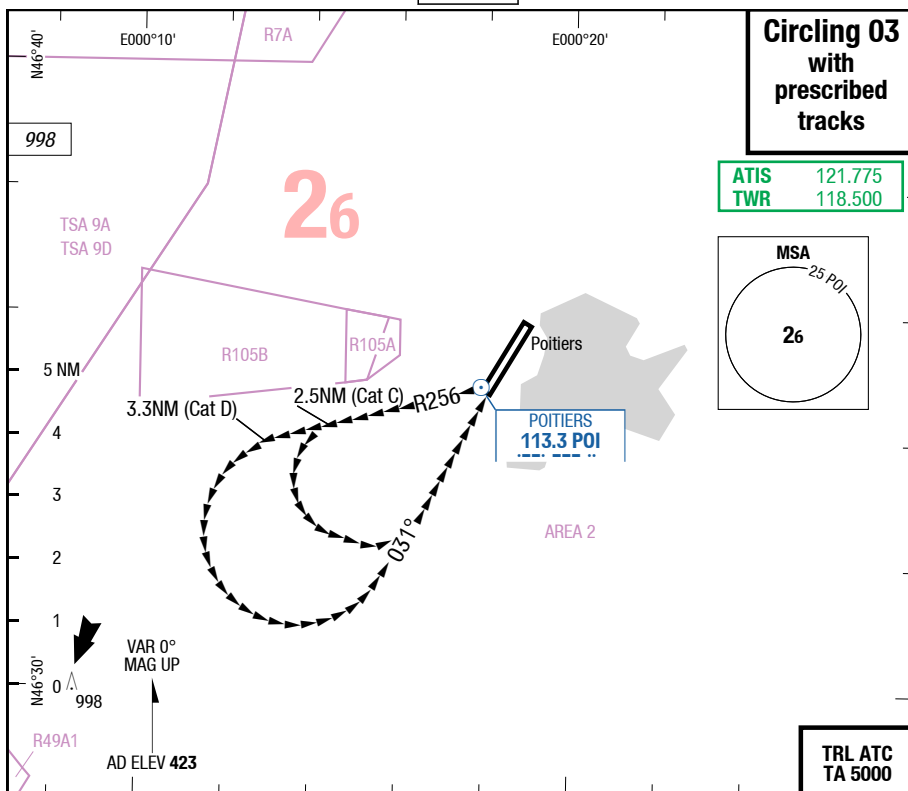 E000°10'
R7A
E000°20'
N46°40'
Circling 03
with
prescribed
tracks
998
26
ATIS 121.775
TWR 118.500
TSA 9A
TSA 9D
MSA
25 POI
26
R105B
R105A
Poitiers
5 NM
3.3NM (Cat D)
2.5NM (Cat C)
R256
POITIERS
113.3 POI
4
3
2
1
0
031°
AREA 2
VAR 0°
MAG UP
N46°30'
998
R49A1
AD ELEV 423
TRL ATC
TA 5000